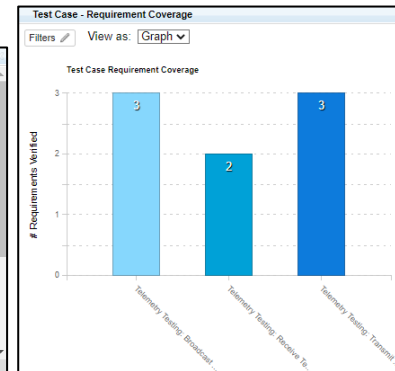 Test Case - Requirement Coverage
Filters View as: Graph
Test Case Requirement Coverage
# Requirements Verified
3
2
1
0
3
2
3
Telemetry Testing: Broadcast ...
Telemetry Testing: Receive Te...
Telemetry Testing: Transmit ...